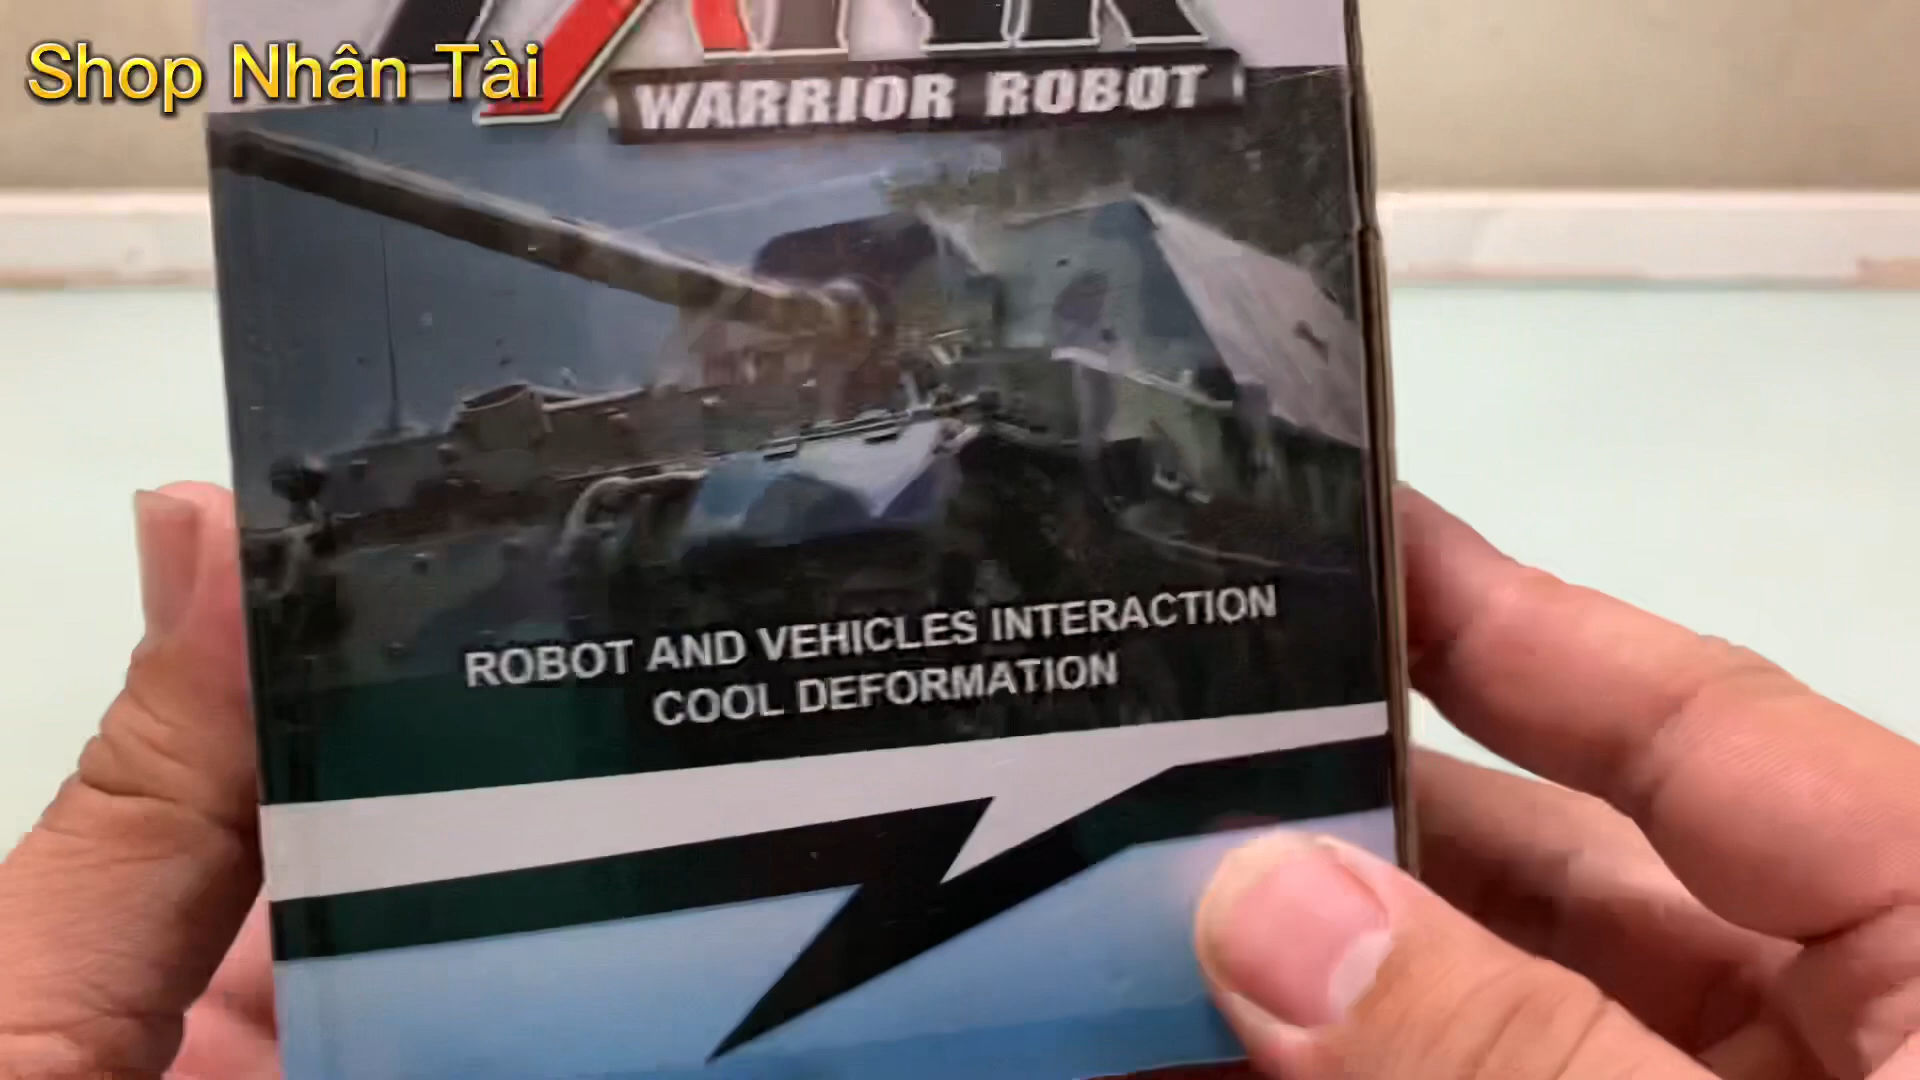 Shop Nhân Tài
WARRIOR ROBOT
ROBOT AND VEHICLES INTERACTION
COOL DEFORMATION